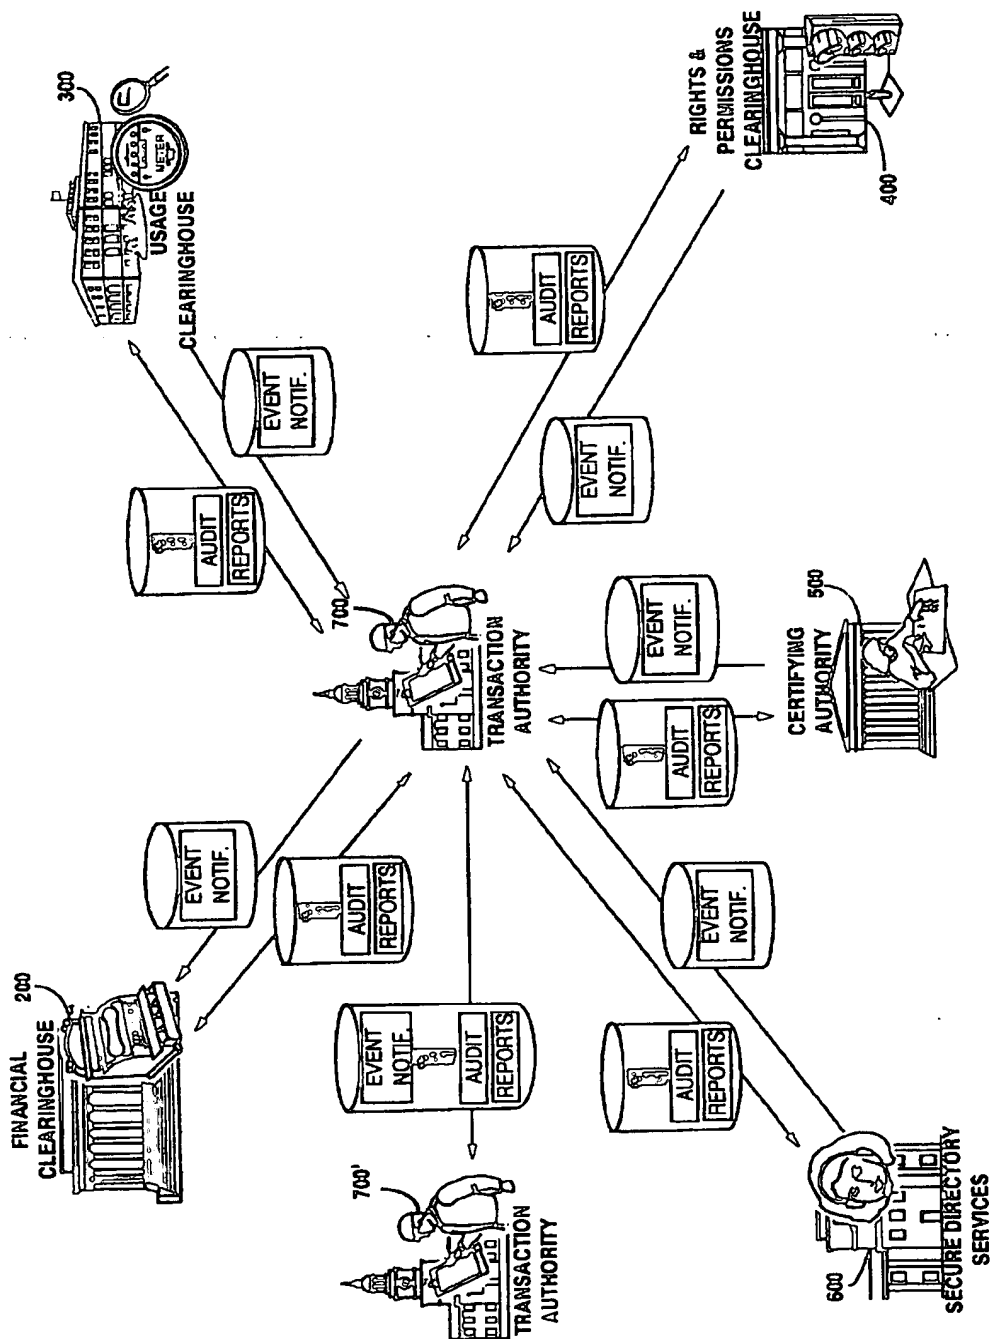 FINANCIAL
CLEARINGHOUSE
200
EVENT
NOTIF.
AUDIT
REPORTS
300
METER
USAGE
CLEARINGHOUSE
AUDIT
REPORTS
EVENT
NOTIF.
700'
TRANSACTION
AUTHORITY
EVENT
NOTIF.
AUDIT
REPORTS
700
TRANSACTION
AUTHORITY
AUDIT
REPORTS
EVENT
NOTIF.
RIGHTS &
PERMISSIONS
CLEARINGHOUSE
400
600
SECURE DIRECTORY
SERVICES
AUDIT
REPORTS
EVENT
NOTIF.
AUDIT
REPORTS
EVENT
NOTIF.
CERTIFYING
AUTHORITY
500